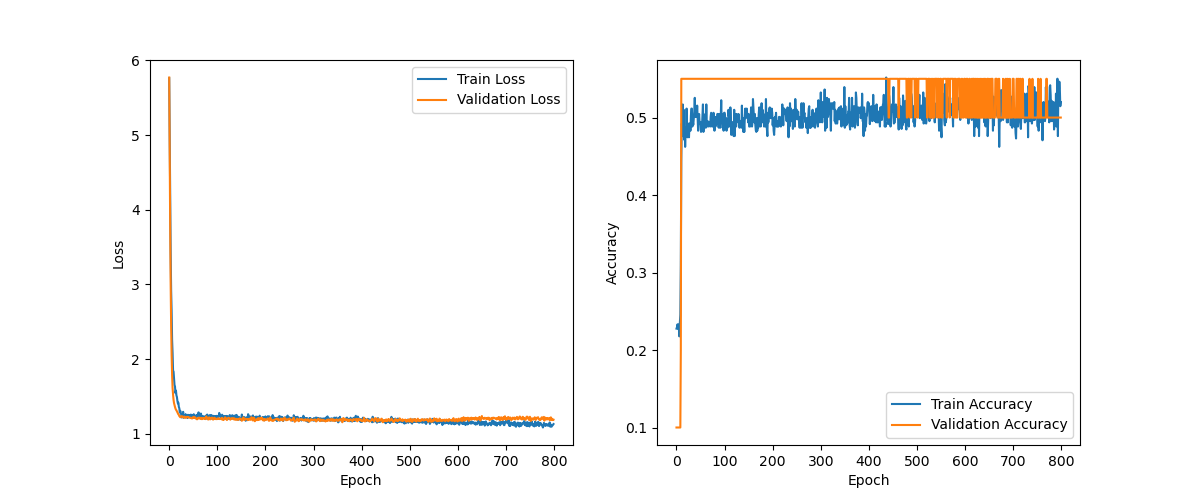 6
5
4
3
2
1
Loss
0 100 200 300 400 500 600 700 800
Epoch
Train Loss
Validation Loss
0.5
0.4
0.3
0.2
0.1
Accuracy
0 100 200 300 400 500 600 700 800
Epoch
Train Accuracy
Validation Accuracy